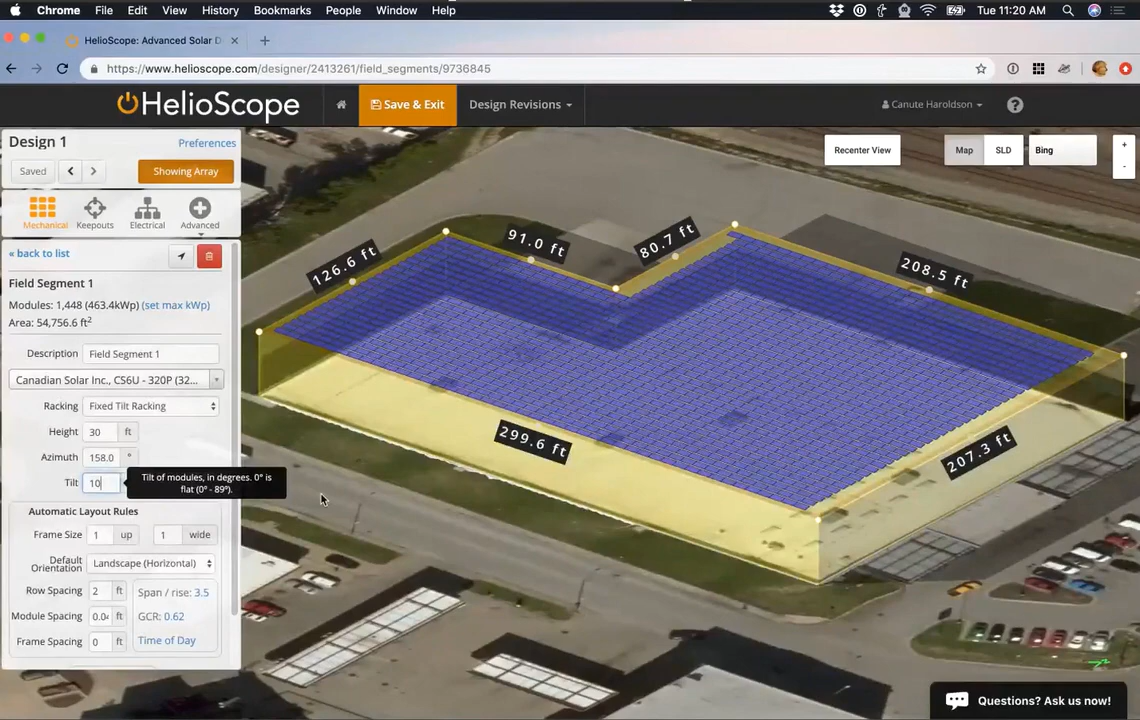 Chrome File Edit View History Bookmarks People Window Help Tue 11:20 AM
HelioScope: Advanced Solar D
https://www.helioscope.com/designer/2413261/field_segments/9736845
HelioScope Save & Exit Design Revisions Canute Haroldson ?
Design 1 Preferences
Saved Showing Array
Mechanical Keepouts Electrical Advanced
« back to list
Field Segment 1
Modules: 1,448 (463.4kWp) (set max kWp)
Area: 54,756.6 ft²
Description Field Segment 1
Canadian Solar Inc., CS6U - 320P (32...
Racking Fixed Tilt Racking
Height 30 ft
Azimuth 158.0 °
Tilt 10
Tilt of modules, in degrees. 0° is
flat (0° - 89°).
Automatic Layout Rules
Frame Size 1 up 1 wide
Default
Orientation Landscape (Horizontal)
Row Spacing 2 ft Span / rise: 3.5
Module Spacing 0.04 ft GCR: 0.62
Frame Spacing 0 ft Time of Day
Recenter View Map SLD Bing + -
126.6 ft
91.0 ft
80.7 ft
208.5 ft
299.6 ft
207.3 ft
Questions? Ask us now!